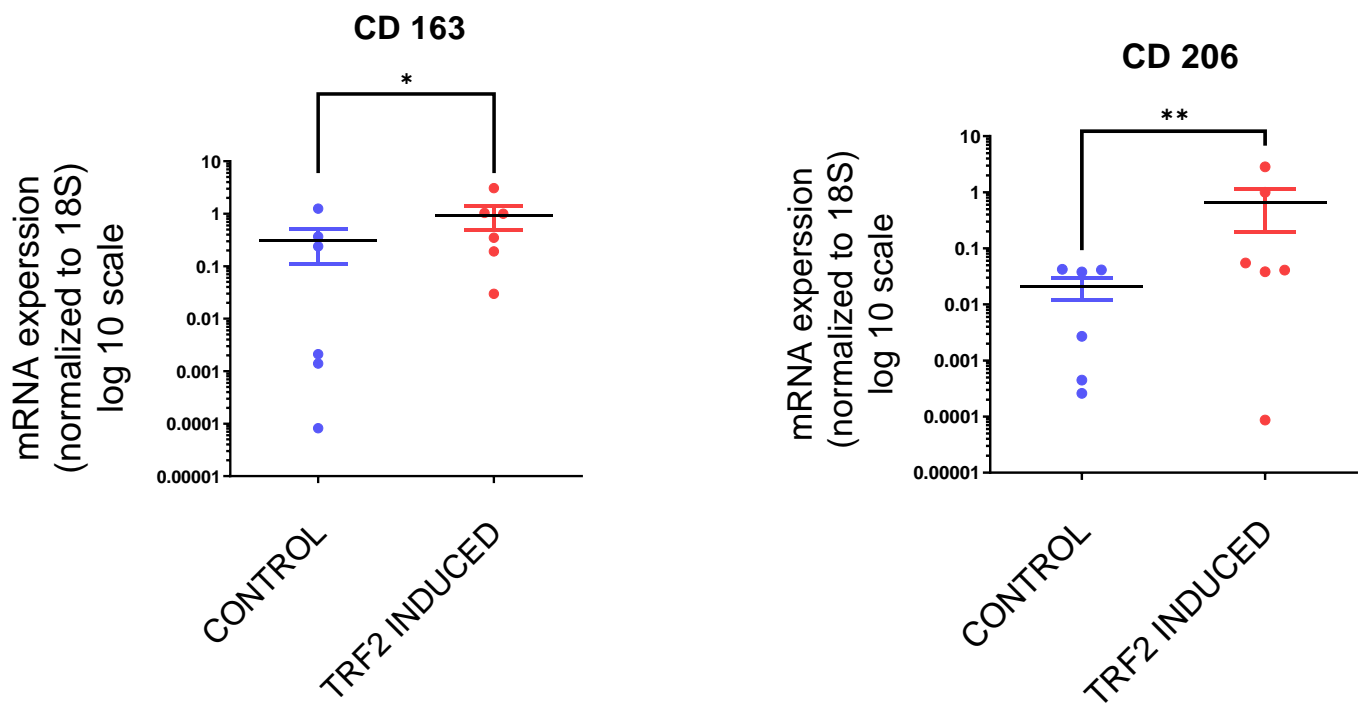 CD 163
*
mRNA experssion
(normalized to 18S)
log 10 scale
10
1
0.1
0.01
0.001
0.0001
0.00001
CONTROL
TRF2 INDUCED
CD 206
**
mRNA experssion
(normalized to 18S)
log 10 scale
10
1
0.1
0.01
0.001
0.0001
0.00001
CONTROL
TRF2 INDUCED